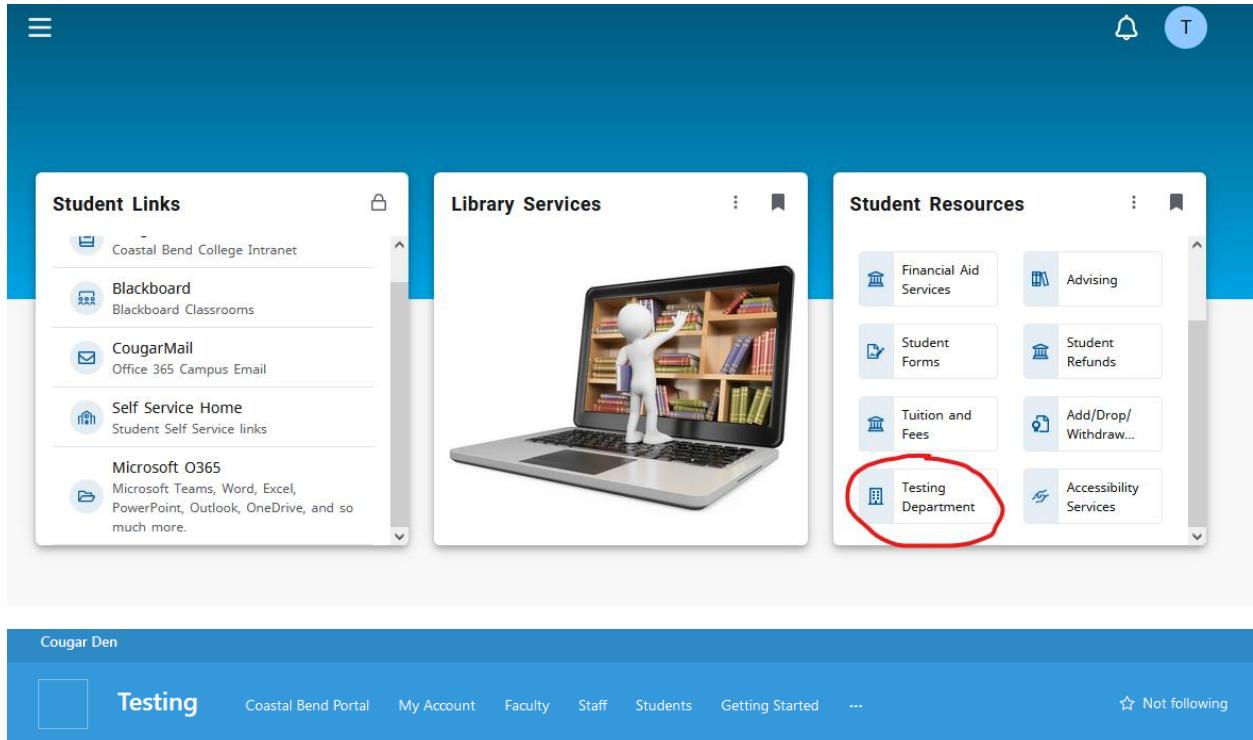 T
Student Links
Coastal Bend College Intranet
Blackboard
Blackboard Classrooms
CougarMail
Office 365 Campus Email
Self Service Home
Student Self Service links
Microsoft O365
Microsoft Teams, Word, Excel,
PowerPoint, Outlook, OneDrive, and so
much more.
Library Services
Student Resources
Financial Aid
Services
Advising
Student
Forms
Student
Refunds
Tuition and
Fees
Add/Drop/
Withdraw...
Testing
Department
Accessibility
Services
Cougar Den
Testing Coastal Bend Portal My Account Faculty Staff Students Getting Started ... Not following